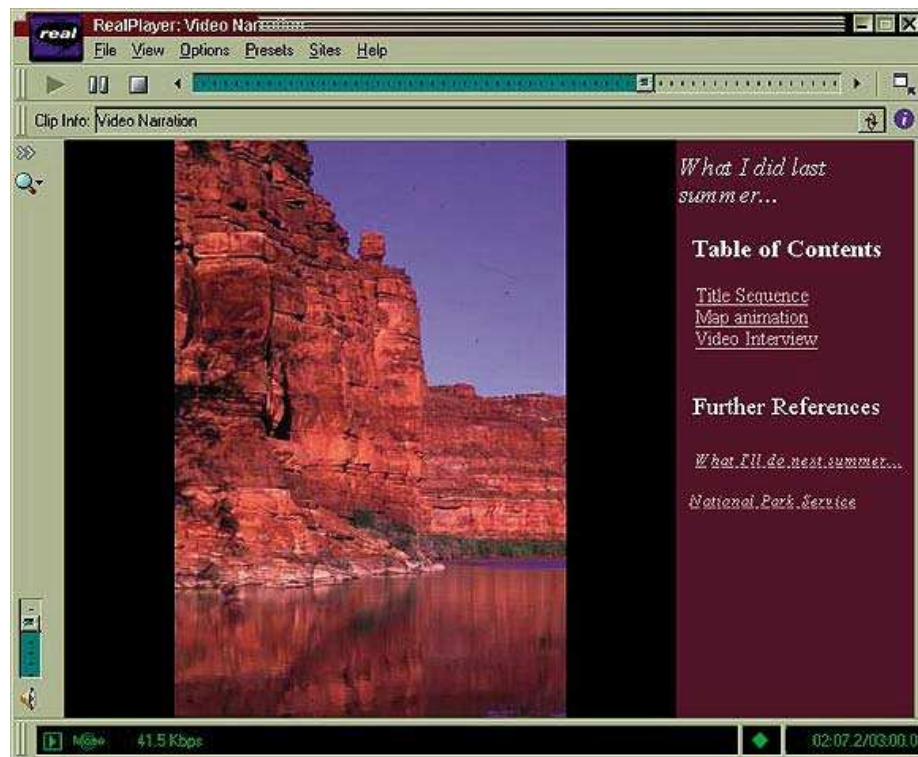 real
RealPlayer: Video Narration
File View Options Presets Sites Help
Clip Info: Video Narration
What I did last
summer...
Table of Contents
Title Sequence
Map animation
Video Interview
Further References
What I'll do next summer...
National Park Service
Mono 41.5 Kbps 02:07.2/03:00.0